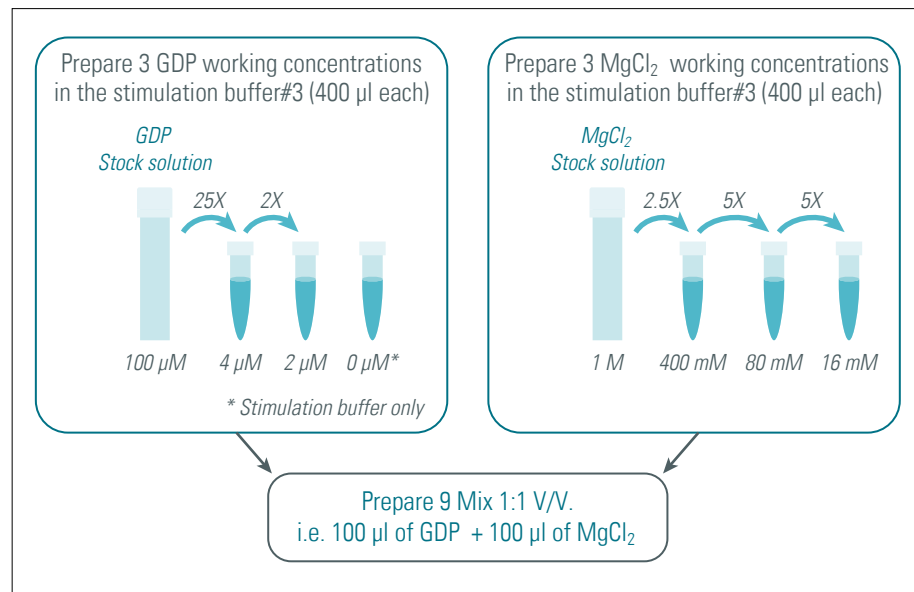 Prepare 3 GDP working concentrations
in the stimulation buffer#3 (400 µl each)
GDP
Stock solution
25X
2X
100 µM
4 µM
2 µM
0 µM*
* Stimulation buffer only
Prepare 3 MgCl₂ working concentrations
in the stimulation buffer#3 (400 µl each)
MgCl₂
Stock solution
2.5X
5X
5X
1 M
400 mM
80 mM
16 mM
Prepare 9 Mix 1:1 V/V.
i.e. 100 µl of GDP + 100 µl of MgCl₂